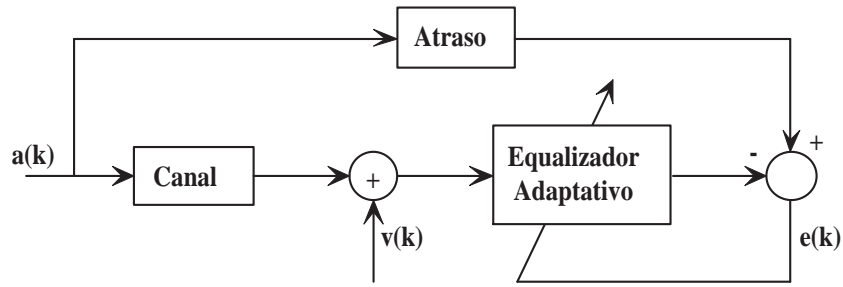 Atraso
+
a(k)
Canal
+
Equalizador
Adaptativo
-
v(k)
e(k)